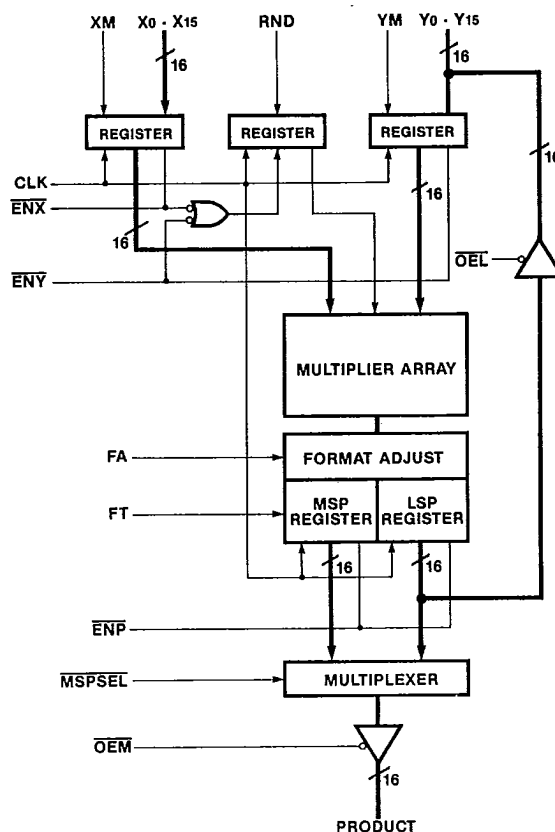 XM X0 - X15 RND YM Y0 - Y15
16 16
REGISTER REGISTER REGISTER
16
CLK
ENX
16 16
OEL
ENY
MULTIPLIER ARRAY
FA FORMAT ADJUST
FT MSP REGISTER LSP REGISTER
16 16
ENP
MSPSEL MULTIPLEXER
OEM
16
PRODUCT